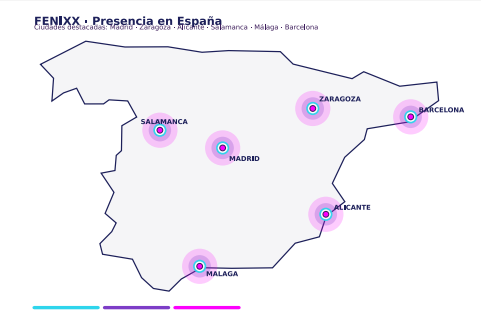 FENIXX · Presencia en España
Ciudades destacadas: Madrid · Zaragoza · Alicante · Salamanca · Málaga · Barcelona
ZARAGOZA
BARCELONA
SALAMANCA
MADRID
ALICANTE
MALAGA